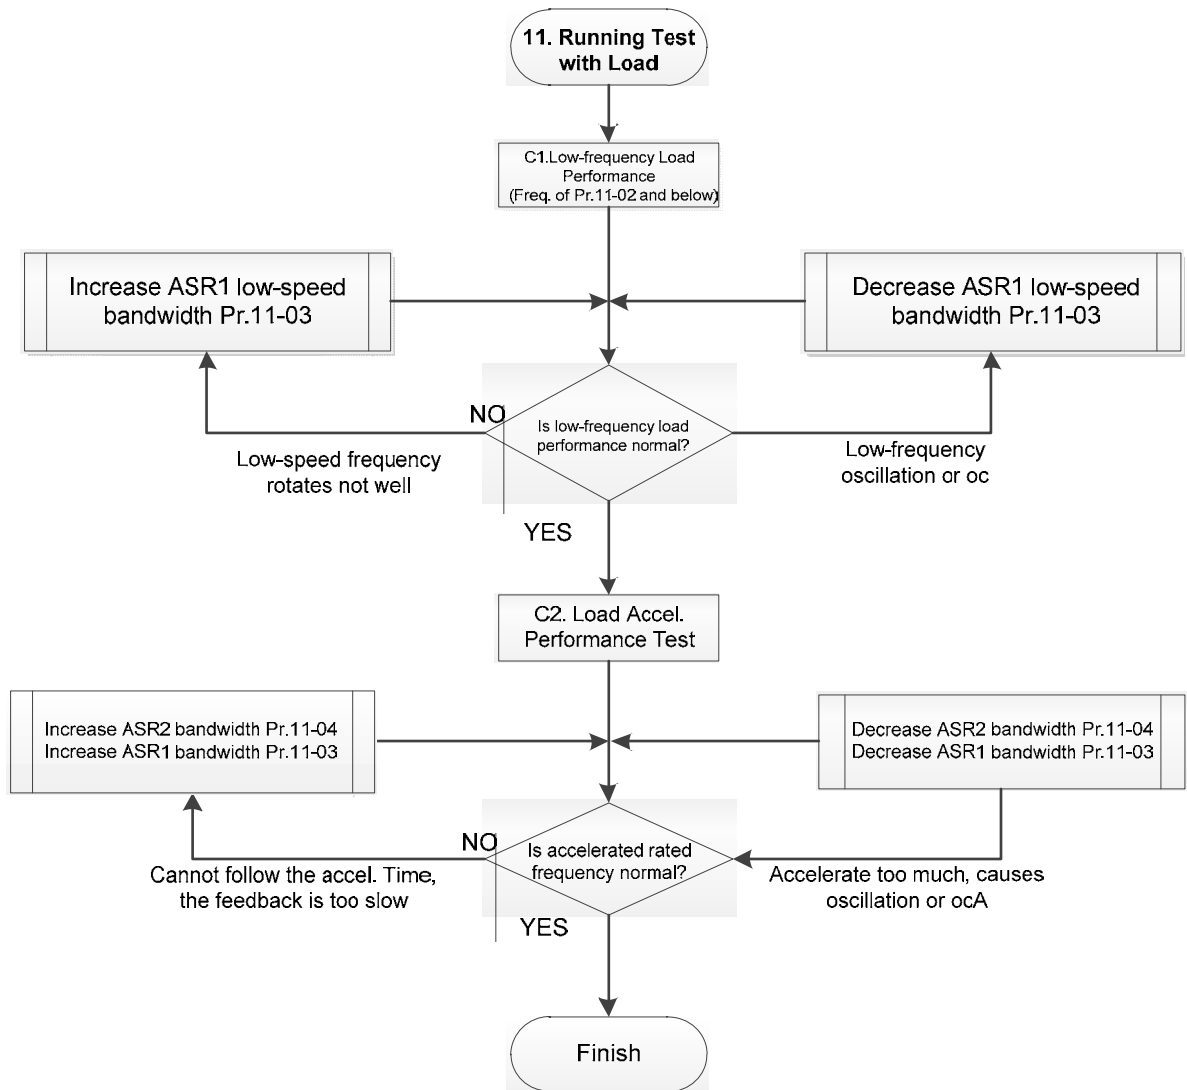 11. Running Test
with Load
C1.Low-frequency Load
Performance
(Freq. of Pr.11-02 and below)
Increase ASR1 low-speed
bandwidth Pr.11-03
Decrease ASR1 low-speed
bandwidth Pr.11-03
NO
Is low-frequency load
performance normal?
Low-speed frequency
rotates not well
Low-frequency
oscillation or oc
YES
C2. Load Accel.
Performance Test
Increase ASR2 bandwidth Pr.11-04
Increase ASR1 bandwidth Pr.11-03
Decrease ASR2 bandwidth Pr.11-04
Decrease ASR1 bandwidth Pr.11-03
NO
Is accelerated rated
frequency normal?
Cannot follow the accel. Time,
the feedback is too slow
Accelerate too much, causes
oscillation or ocA
YES
Finish